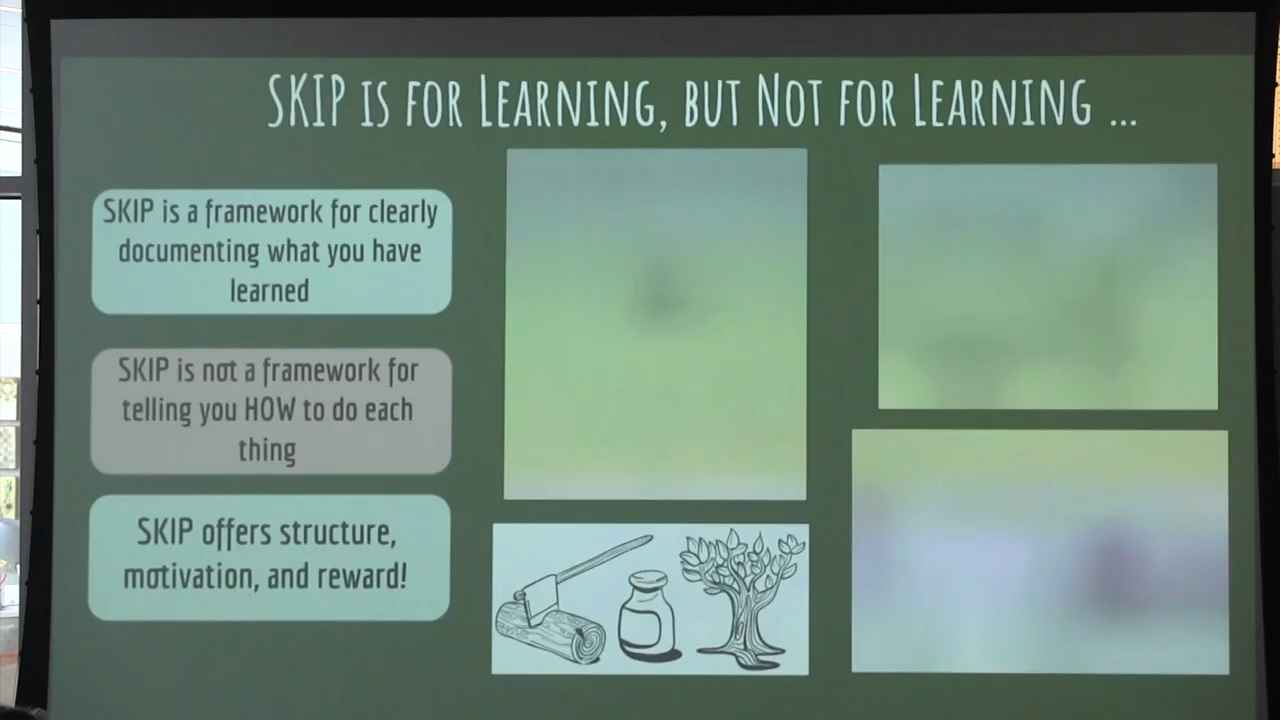 SKIP is for Learning, but Not for Learning ...
SKIP is a framework for clearly
documenting what you have
learned
SKIP is not a framework for
telling you HOW to do each
thing
SKIP offers structure,
motivation, and reward!